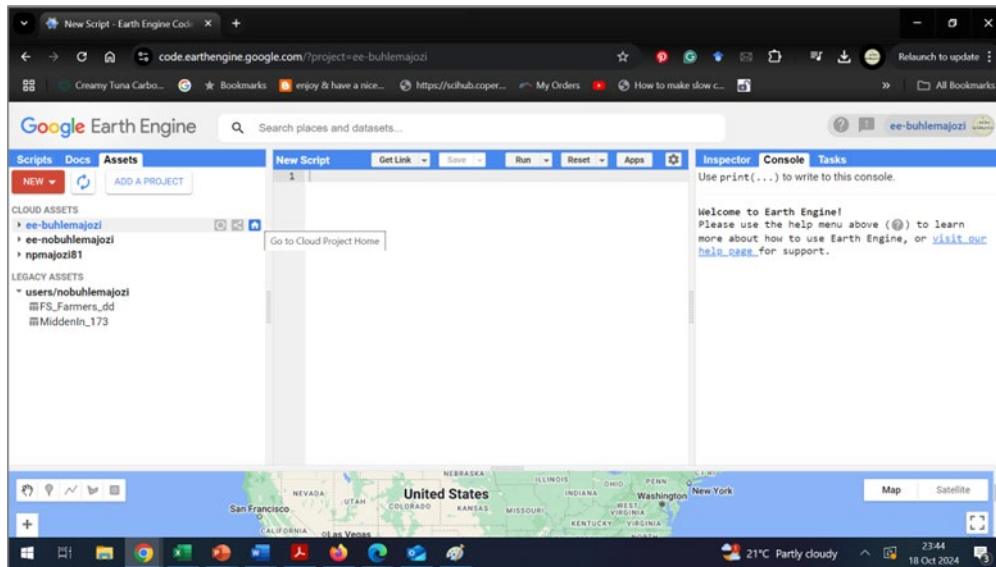 New Script - Earth Engine Code
code.earthengine.google.com/?project=ee-buhlemajozi
Relaunch to update
Creamy Tuna Carbo...
Bookmarks
enjoy & have a nice...
https://scihub.coper...
My Orders
How to make slow c...
»
All Bookmarks
Google Earth Engine
Search places and datasets...
ee-buhlemajozi
Scripts Docs Assets
New Script
Get Link
Save
Run
Reset
Apps
Inspector Console Tasks
NEW
ADD A PROJECT
1
Use print(...) to write to this console.
CLOUD ASSETS
ee-buhlemajozi
ee-nobuhlemajozi
npmajozi81
Go to Cloud Project Home
Welcome to Earth Engine!
Please use the help menu above (?) to learn
more about how to use Earth Engine, or visit our
help page for support.
LEGACY ASSETS
users/nobuhlemajozi
FS_Farmers_dd
MiddenIn_173
NEBRASKA
ILLINOIS
OHIO
PENN
NEVADA
UTAH
United States
INDIANA
New York
Map
Satellite
San Francisco
COLORADO
KANSAS
MISSOURI
WEST
VIRGINIA
Washington
KENTUCKY
VIRGINIA
CALIFORNIA
Las Vegas
+
21°C Partly cloudy
23:44
18 Oct 2024
3